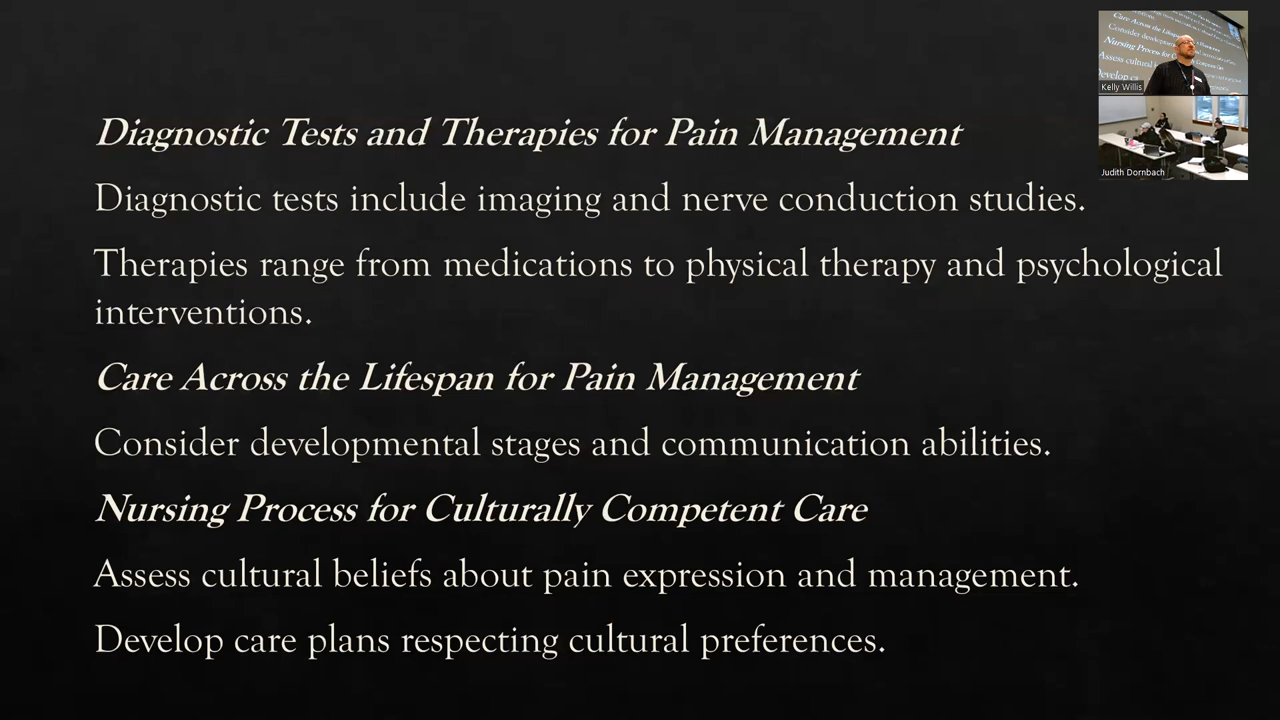 Diagnostic Tests and Therapies for Pain Management
Diagnostic tests include imaging and nerve conduction studies.
Therapies range from medications to physical therapy and psychological
interventions.
Care Across the Lifespan for Pain Management
Consider developmental stages and communication abilities.
Nursing Process for Culturally Competent Care
Assess cultural beliefs about pain expression and management.
Develop care plans respecting cultural preferences.
Kelly Willis
Judith Dornbach